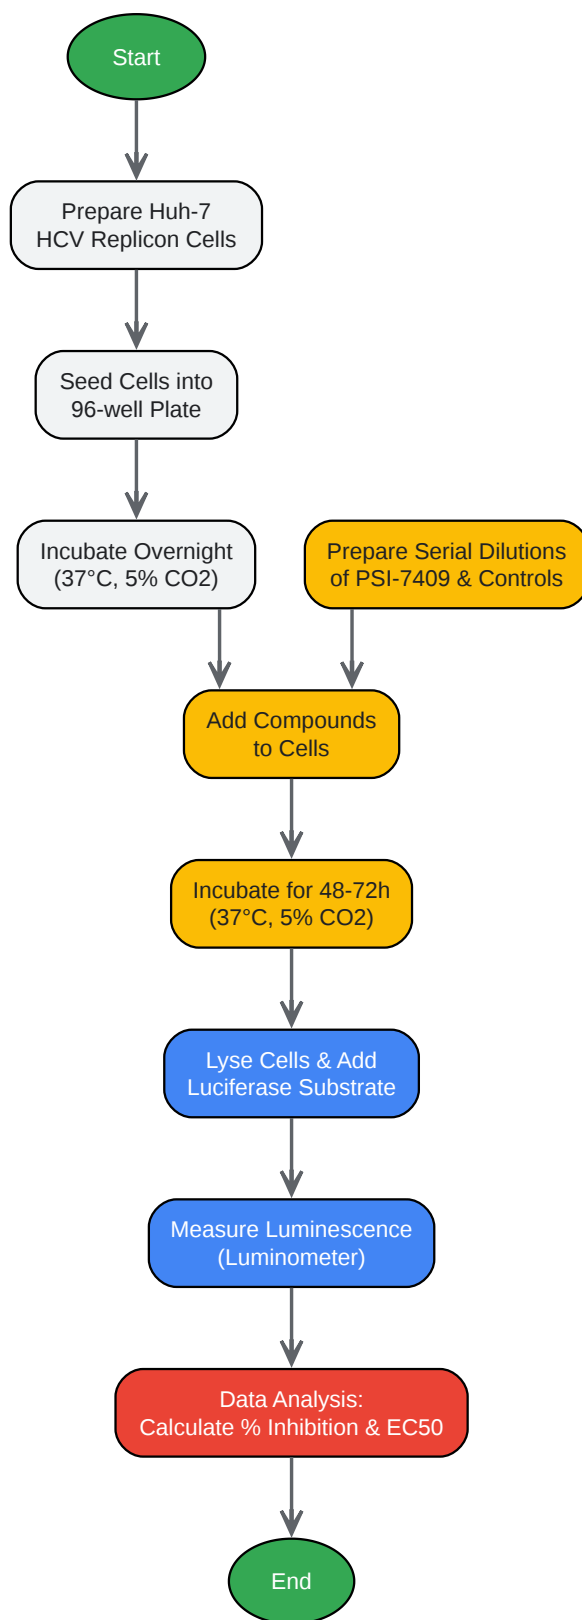 Start
Prepare Huh-7
HCV Replicon Cells
Seed Cells into
96-well Plate
Incubate Overnight
(37°C, 5% CO2)
Prepare Serial Dilutions
of PSI-7409 & Controls
Add Compounds
to Cells
Incubate for 48-72h
(37°C, 5% CO2)
Lyse Cells & Add
Luciferase Substrate
Measure Luminescence
(Luminometer)
Data Analysis:
Calculate % Inhibition & EC50
End